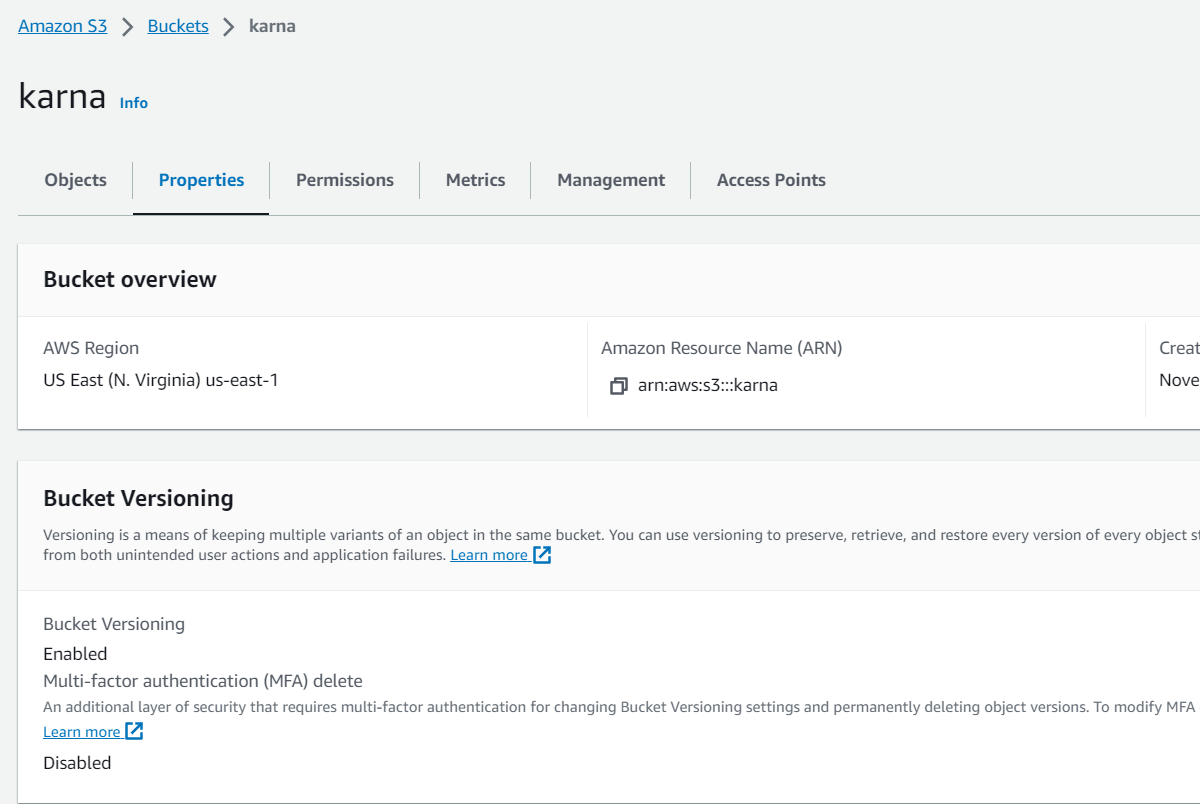 Amazon S3 > Buckets > karna
karna Info
Objects Properties Permissions Metrics Management Access Points
Bucket overview
AWS Region
US East (N. Virginia) us-east-1
Amazon Resource Name (ARN)
arn:aws:s3:::karna
Creat
Nove
Bucket Versioning
Versioning is a means of keeping multiple variants of an object in the same bucket. You can use versioning to preserve, retrieve, and restore every version of every object st
from both unintended user actions and application failures. Learn more
Bucket Versioning
Enabled
Multi-factor authentication (MFA) delete
An additional layer of security that requires multi-factor authentication for changing Bucket Versioning settings and permanently deleting object versions. To modify MFA
Learn more
Disabled